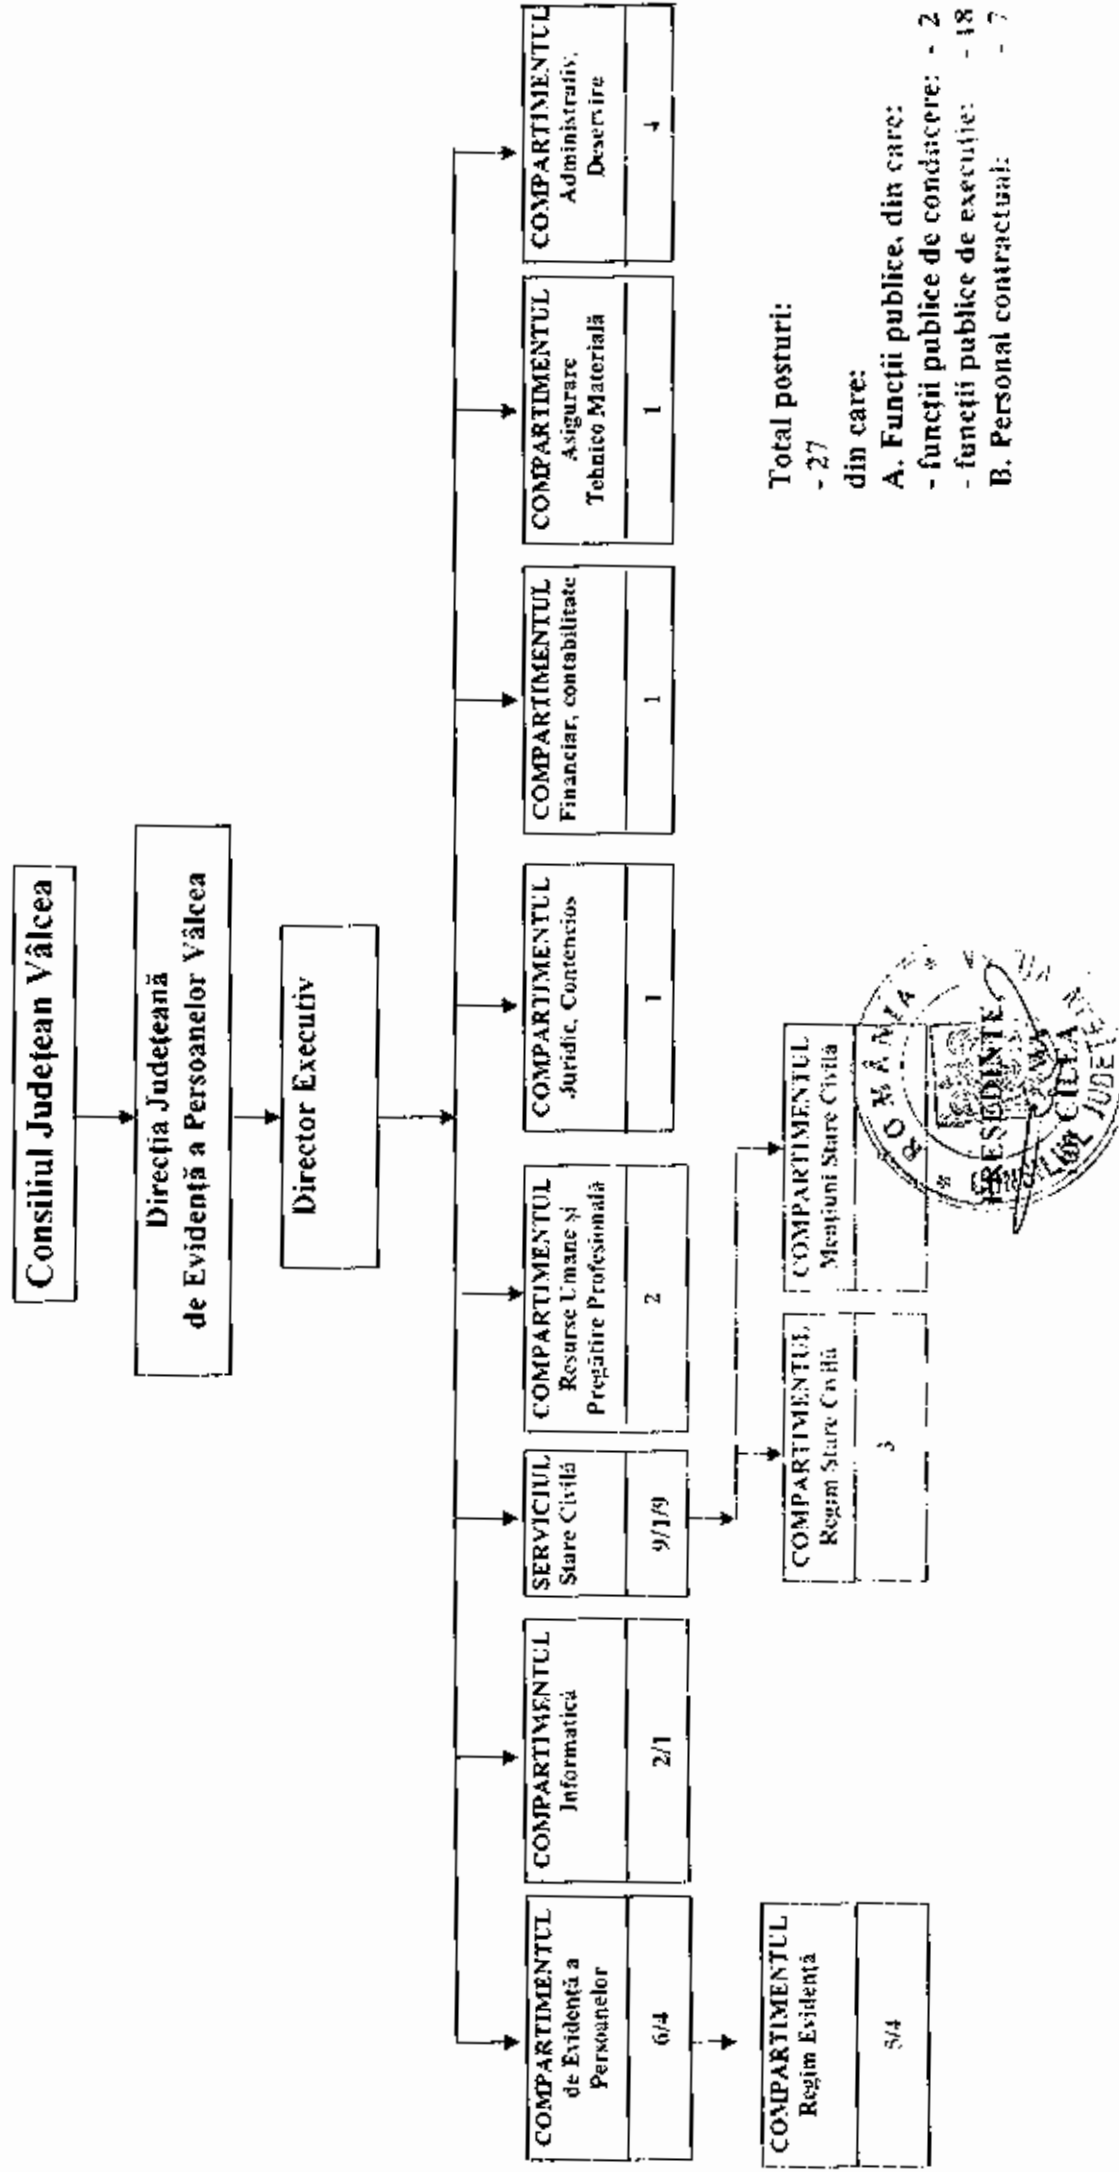 Consiliul Județean Vâlcea
Direcția Județeană
de Evidență a Persoanelor Vâlcea
Director Executiv
COMPARTIMENTUL
de Evidență a
Persoanelor
6/4
COMPARTIMENTUL
Informatică
2/1
SERVICIUL
Stare Civilă
9/1/9
COMPARTIMENTUL
Resurse Umane și
Pregătire Profesională
2
COMPARTIMENTUL
Juridic, Contencios
1
COMPARTIMENTUL
Financiar, contabilitate
1
COMPARTIMENTUL
Asigurare
Tehnico Materială
1
COMPARTIMENTUL
Administrativ,
Deservire
4
COMPARTIMENTUL
Regim Evidență
5/4
COMPARTIMENTUL
Regim Stare Civilă
3
COMPARTIMENTUL
Mențiuni Stare Civilă
Total posturi:
- 27
din care:
A. Funcții publice, din care:
- funcții publice de conducere: - 2
- funcții publice de execuție: - 18
B. Personal contractual: - 7
ROMÂNIA
PREȘEDINTE,
CÎLEA